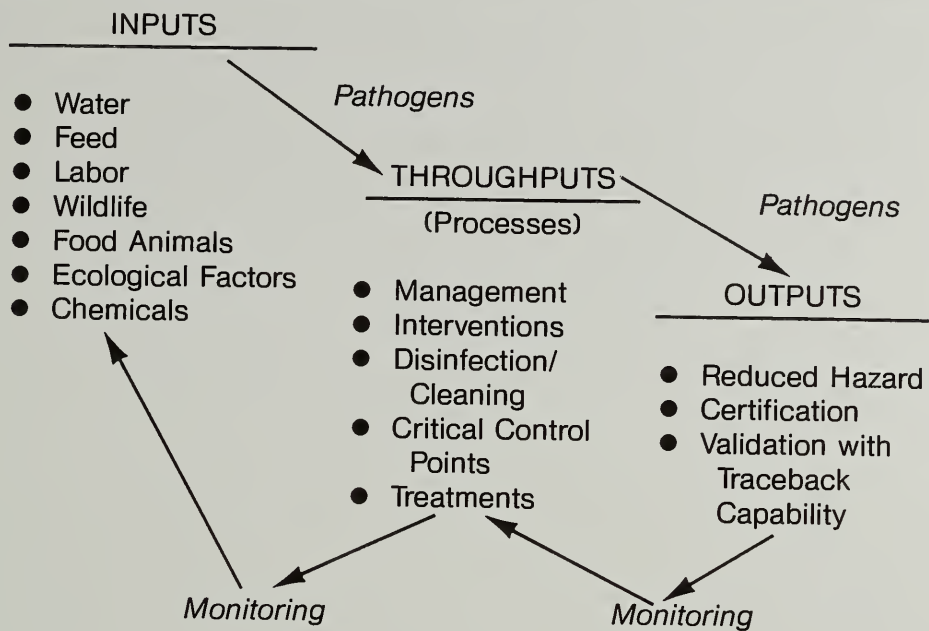 INPUTS
● Water
● Feed
● Labor
● Wildlife
● Food Animals
● Ecological Factors
● Chemicals
Pathogens
THROUGHPUTS
(Processes)
● Management
● Interventions
● Disinfection/
Cleaning
● Critical Control
Points
● Treatments
Pathogens
OUTPUTS
● Reduced Hazard
● Certification
● Validation with
Traceback
Capability
Monitoring
Monitoring